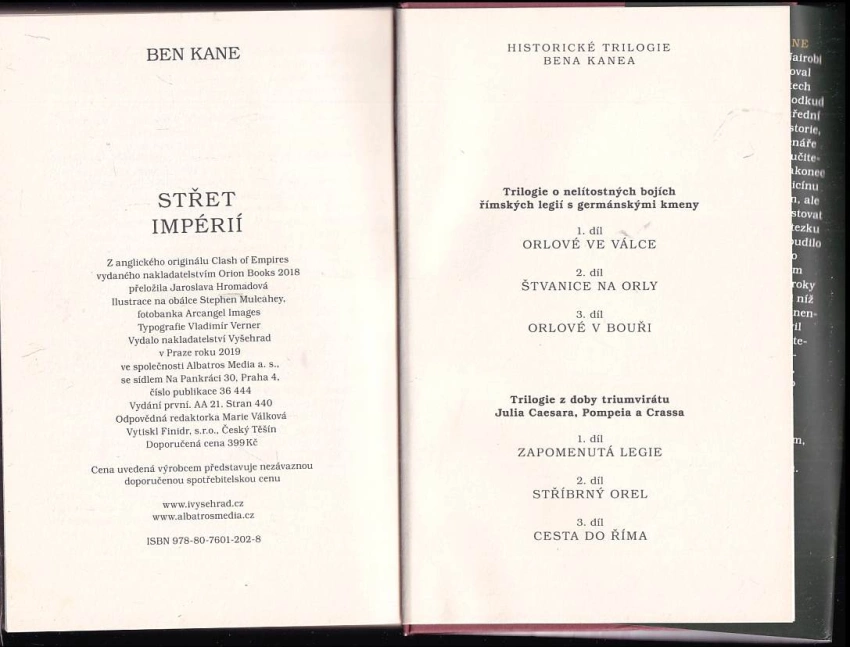 BEN KANE
STŘET
IMPÉRIÍ
Z anglického originálu Clash of Empires
vydaného nakladatelstvím Orion Books 2018
přeložila Jaroslava Hromadová
Ilustrace na obálce Stephen Mulcahey,
fotobanka Arcangel Images
Typografie Vladimír Verner
Vydalo nakladatelství Vyšehrad
v Praze roku 2019
ve společnosti Albatros Media a. s.,
se sídlem Na Pankráci 30, Praha 4,
číslo publikace 36 444
Vydání první. AA 21. Stran 440
Odpovědná redaktorka Marie Válková
Vytiskl Finidr, s.r.o., Český Těšín
Doporučená cena 399 Kč
Cena uvedená výrobcem představuje nezávaznou
doporučenou spotřebitelskou cenu
www.ivysehrad.cz
www.albatrosmedia.cz
ISBN 978-80-7601-202-8
HISTORICKÉ TRILOGIE
BENA KANEA
Trilogie o nelítostných bojích
římských legií s germánskými kmeny
1. díl
ORLOVÉ VE VÁLCE
2. díl
ŠTVANICE NA ORLY
3. díl
ORLOVÉ V BOUŘI
Trilogie z doby triumvirátu
Julia Caesara, Pompeia a Crassa
1. díl
ZAPOMENUTÁ LEGIE
2. díl
STŘÍBRNÝ OREL
3. díl
CESTA DO ŘÍMA